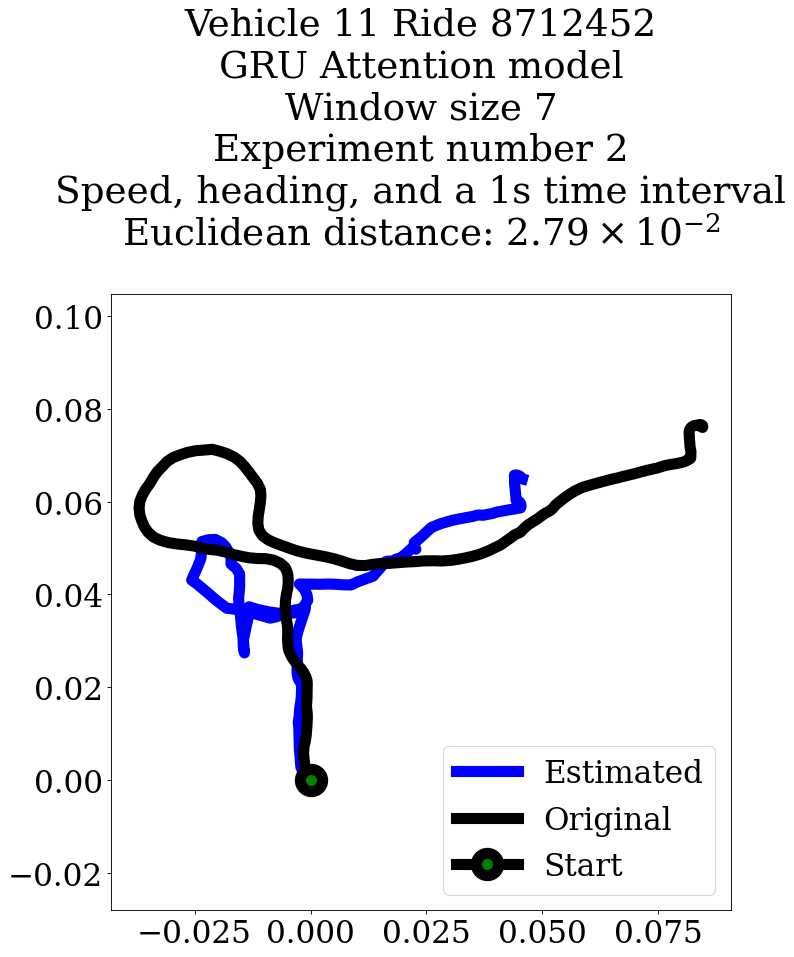 Vehicle 11 Ride 8712452
GRU Attention model
Window size 7
Experiment number 2
Speed, heading, and a 1s time interval
Euclidean distance: 2.79 × 10⁻²
0.10
0.08
0.06
0.04
0.02
0.00
−0.02
Estimated
Original
Start
−0.025 0.000 0.025 0.050 0.075